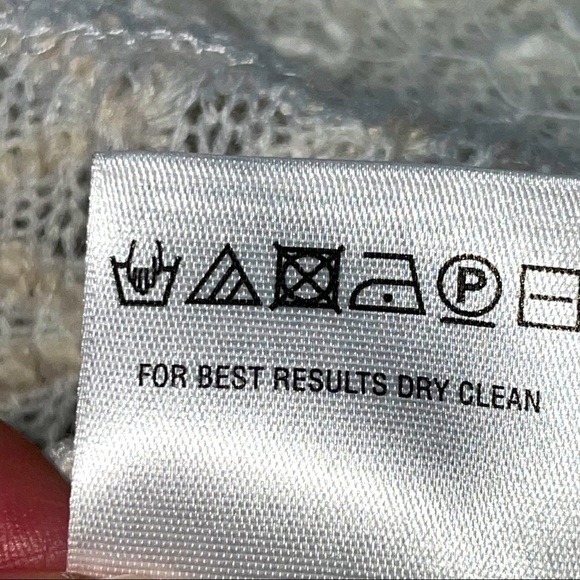 P
FOR BEST RESULTS DRY CLEAN